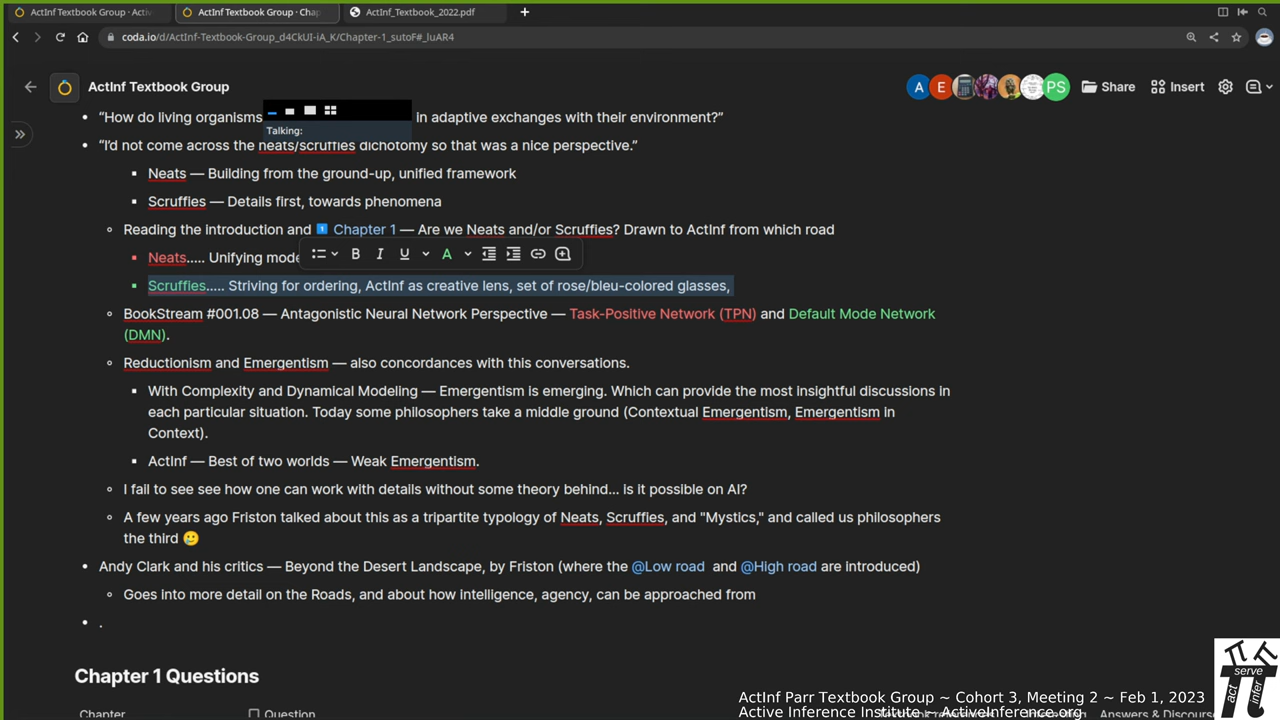 ActInf Textbook Group · Activ
ActInf Textbook Group · Chap
ActInf_Textbook_2022.pdf
coda.io/d/ActInf-Textbook-Group_d4CkUI-iA_K/Chapter-1_sutoF#_luAR4
ActInf Textbook Group
A E PS Share Insert
• “How do living organisms in adaptive exchanges with their environment?”
Talking:
• “I’d not come across the neats/scruffies dichotomy so that was a nice perspective.”
▪ Neats — Building from the ground-up, unified framework
▪ Scruffies — Details first, towards phenomena
◦ Reading the introduction and Chapter 1 — Are we Neats and/or Scruffies? Drawn to ActInf from which road
B I U A
▪ Neats..... Unifying mode
▪ Scruffies..... Striving for ordering, ActInf as creative lens, set of rose/bleu-colored glasses,
◦ BookStream #001.08 — Antagonistic Neural Network Perspective — Task-Positive Network (TPN) and Default Mode Network
(DMN).
◦ Reductionism and Emergentism — also concordances with this conversations.
▪ With Complexity and Dynamical Modeling — Emergentism is emerging. Which can provide the most insightful discussions in
each particular situation. Today some philosophers take a middle ground (Contextual Emergentism, Emergentism in
Context).
▪ ActInf — Best of two worlds — Weak Emergentism.
◦ I fail to see see how one can work with details without some theory behind... is it possible on AI?
◦ A few years ago Friston talked about this as a tripartite typology of Neats, Scruffies, and "Mystics," and called us philosophers
the third 🥲
• Andy Clark and his critics — Beyond the Desert Landscape, by Friston (where the @Low road and @High road are introduced)
◦ Goes into more detail on the Roads, and about how intelligence, agency, can be approached from
• .
Chapter 1 Questions
Chapter Question Answers & Discours
act serve infer
ActInf Parr Textbook Group ~ Cohort 3, Meeting 2 ~ Feb 1, 2023
Active Inference Institute ~ ActiveInference.org